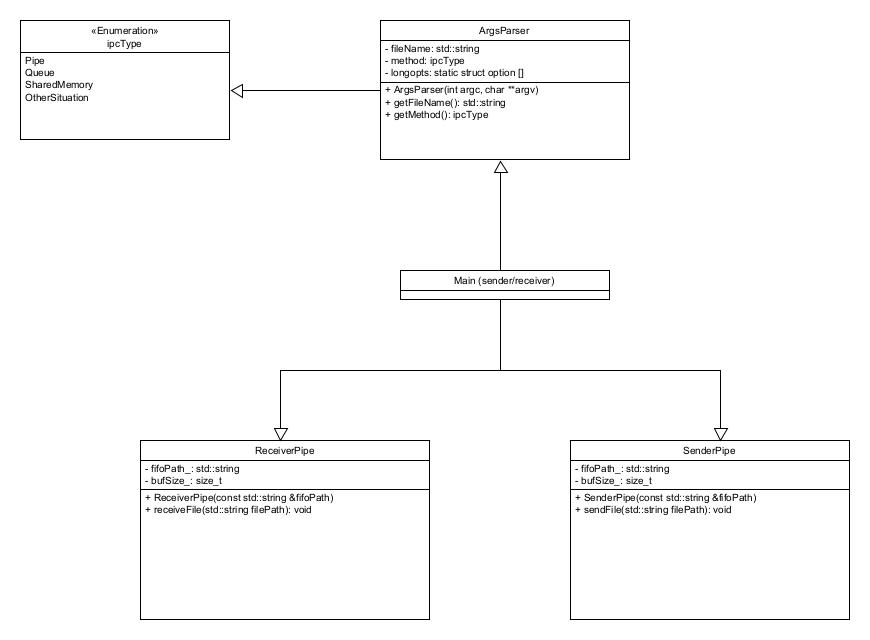 «Enumeration»
ipcType
Pipe
Queue
SharedMemory
OtherSituation
ArgsParser
- fileName: std::string
- method: ipcType
- longopts: static struct option []
+ ArgsParser(int argc, char **argv)
+ getFileName(): std::string
+ getMethod(): ipcType
Main (sender/receiver)
ReceiverPipe
- fifoPath_: std::string
- bufSize_: size_t
+ ReceiverPipe(const std::string &fifoPath)
+ receiveFile(std::string filePath): void
SenderPipe
- fifoPath_: std::string
- bufSize_: size_t
+ SenderPipe(const std::string &fifoPath)
+ sendFile(std::string filePath): void